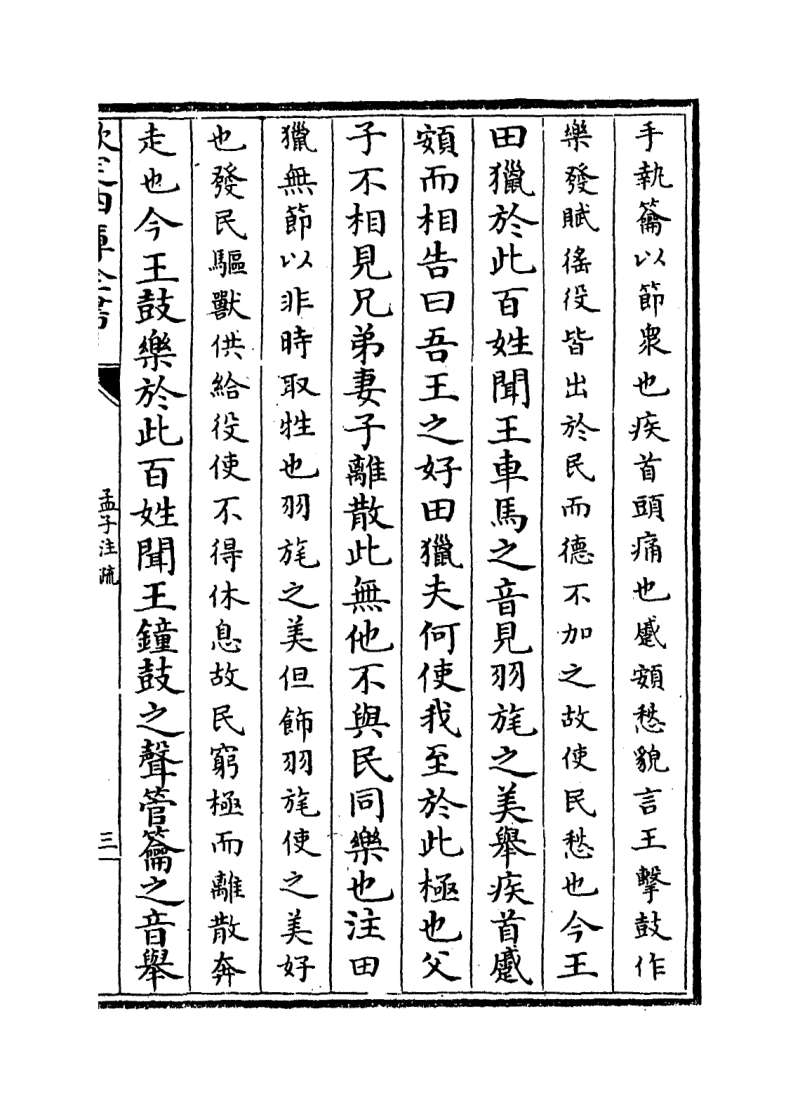 手執籥以節衆也疾首頭痛也蹙頞愁貌言王擊鼓作
樂發賦徭役皆出於民而德不加之故使民愁也今王
田獵於此百姓聞王車馬之音見羽旄之美舉疾首蹙
頞而相告曰吾王之好田獵夫何使我至於此極也父
子不相見兄弟妻子離散此無他不與民同樂也注田
獵無節以非時取牲也羽旄之美但飾羽旄使之美好
也發民驅獸供給役使不得休息故民窮極而離散奔
走也今王鼓樂於此百姓聞王鐘鼓之聲管籥之音舉
欽定四庫全書
孟子注疏
三